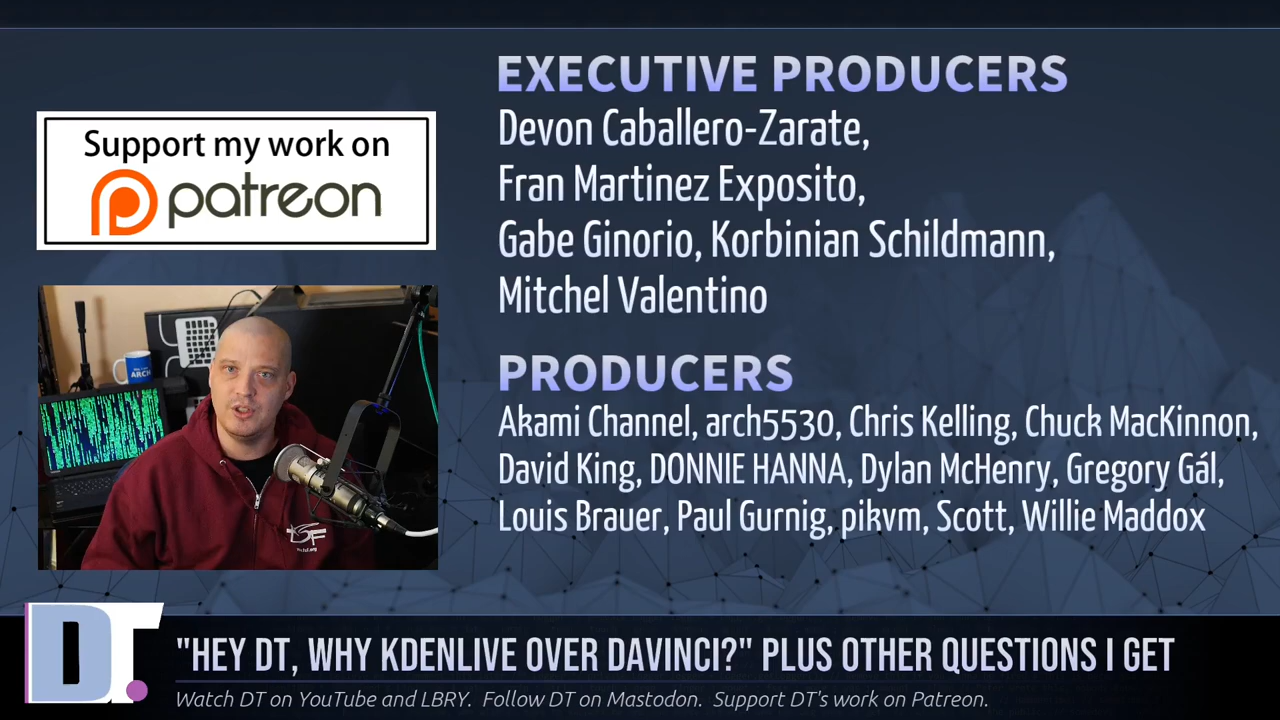 EXECUTIVE PRODUCERS
Devon Caballero-Zarate,
Fran Martinez Exposito,
Gabe Ginorio, Korbinian Schildmann,
Mitchel Valentino
Support my work on
patreon
PRODUCERS
Akami Channel, arch5530, Chris Kelling, Chuck MacKinnon,
David King, DONNIE HANNA, Dylan McHenry, Gregory Gál,
Louis Brauer, Paul Gurnig, pikvm, Scott, Willie Maddox
ARCH
DT.
"HEY DT, WHY KDENLIVE OVER DAVINCI?" PLUS OTHER QUESTIONS I GET
Watch DT on YouTube and LBRY. Follow DT on Mastodon. Support DT's work on Patreon.